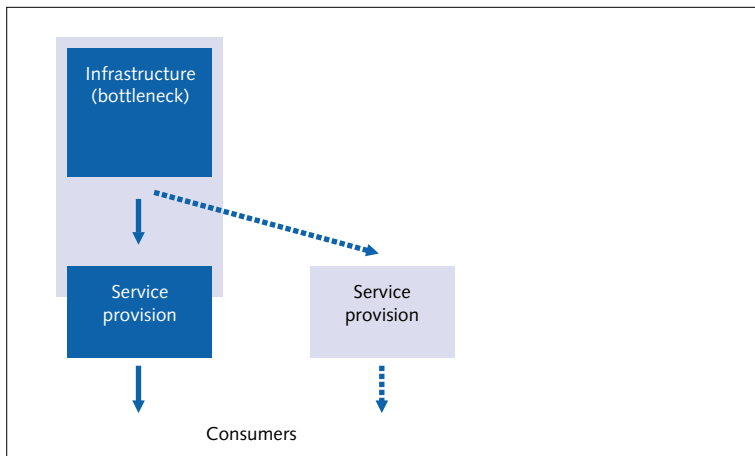 Infrastructure
(bottleneck)
Service
provision
Service
provision
Consumers